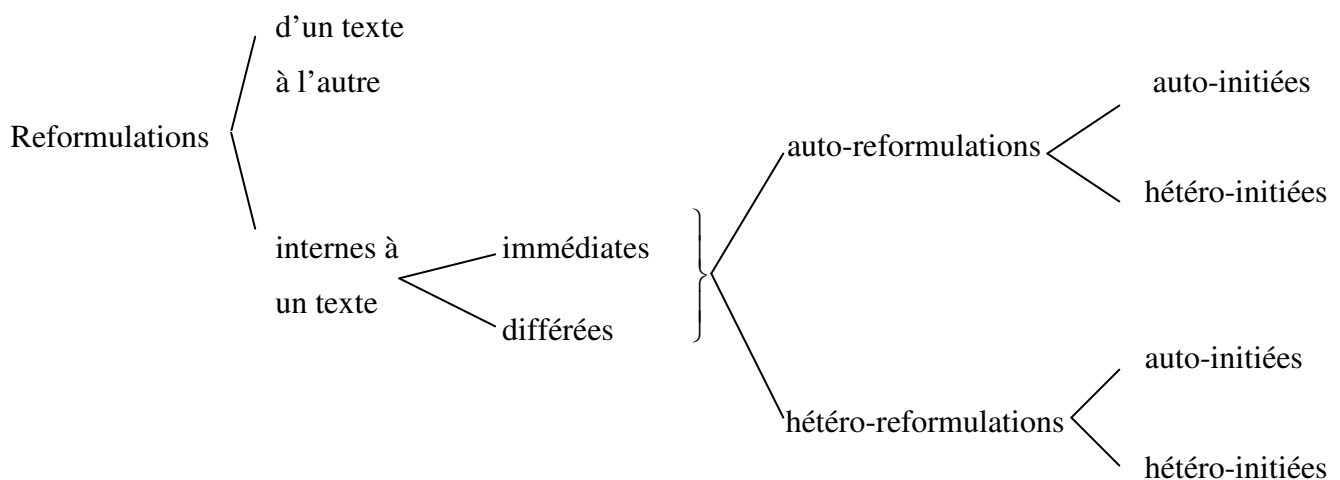 d’un texte
à l’autre
Reformulations
internes à
un texte
immédiates
différées
auto-reformulations
auto-initiées
hétéro-initiées
hétéro-reformulations
auto-initiées
hétéro-initiées